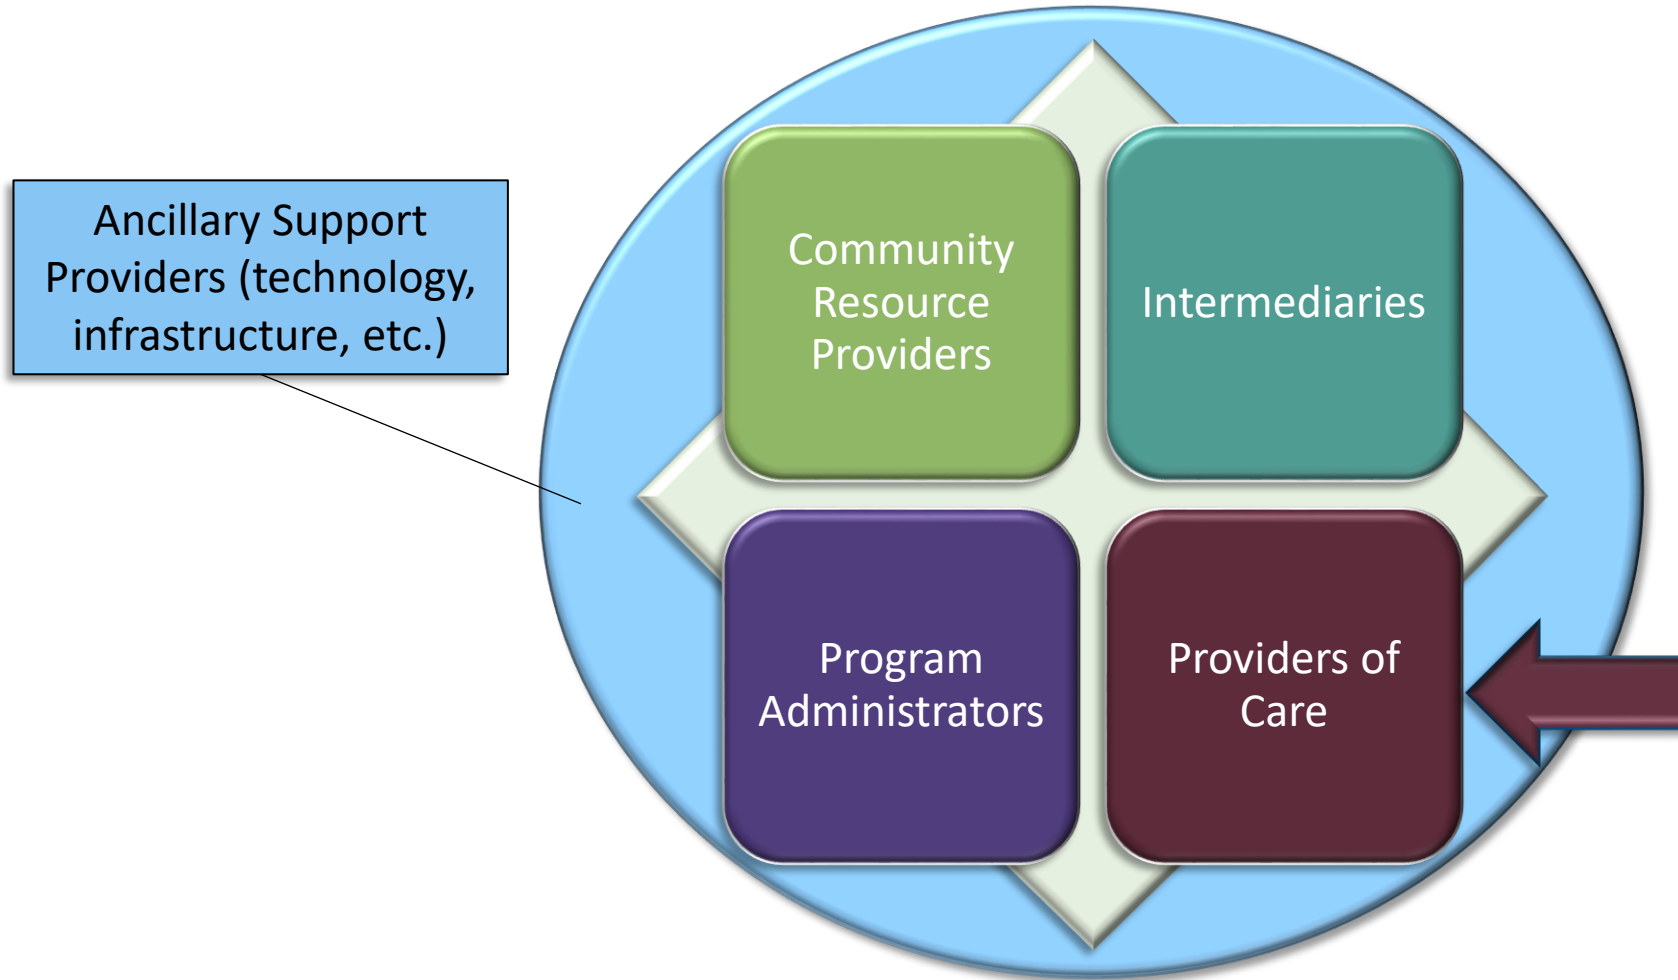 Ancillary Support
Providers (technology,
infrastructure, etc.)
Community
Resource
Providers
Intermediaries
Program
Administrators
Providers of
Care